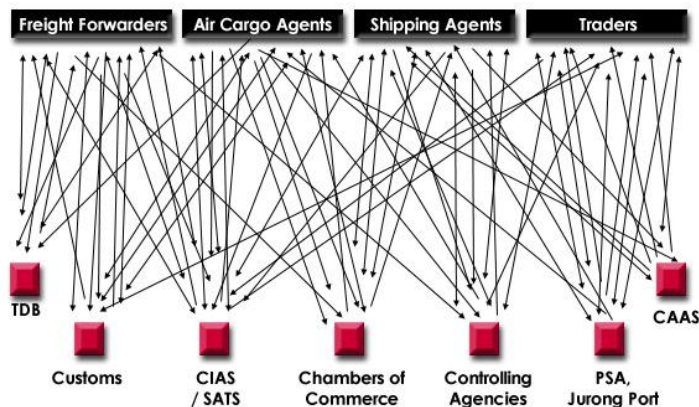 Freight Forwarders
Air Cargo Agents
Shipping Agents
Traders
TDB
CAAS
Customs
CIAS
/ SATS
Chambers of
Commerce
Controlling
Agencies
PSA,
Jurong Port